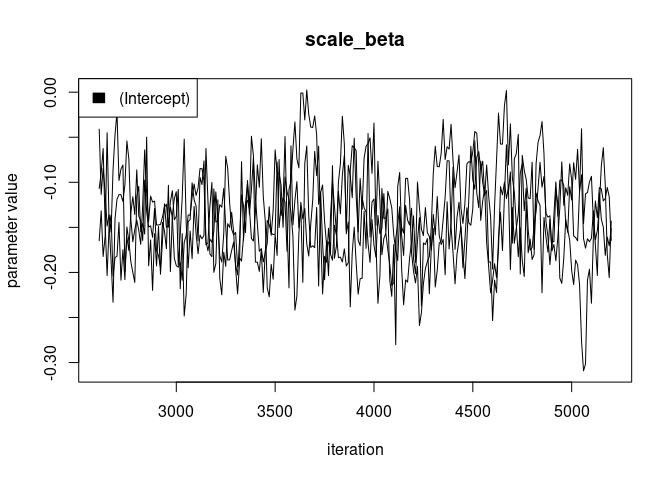 scale_beta
(Intercept)
0.00
-0.10
-0.20
-0.30
parameter value
3000 3500 4000 4500 5000
iteration